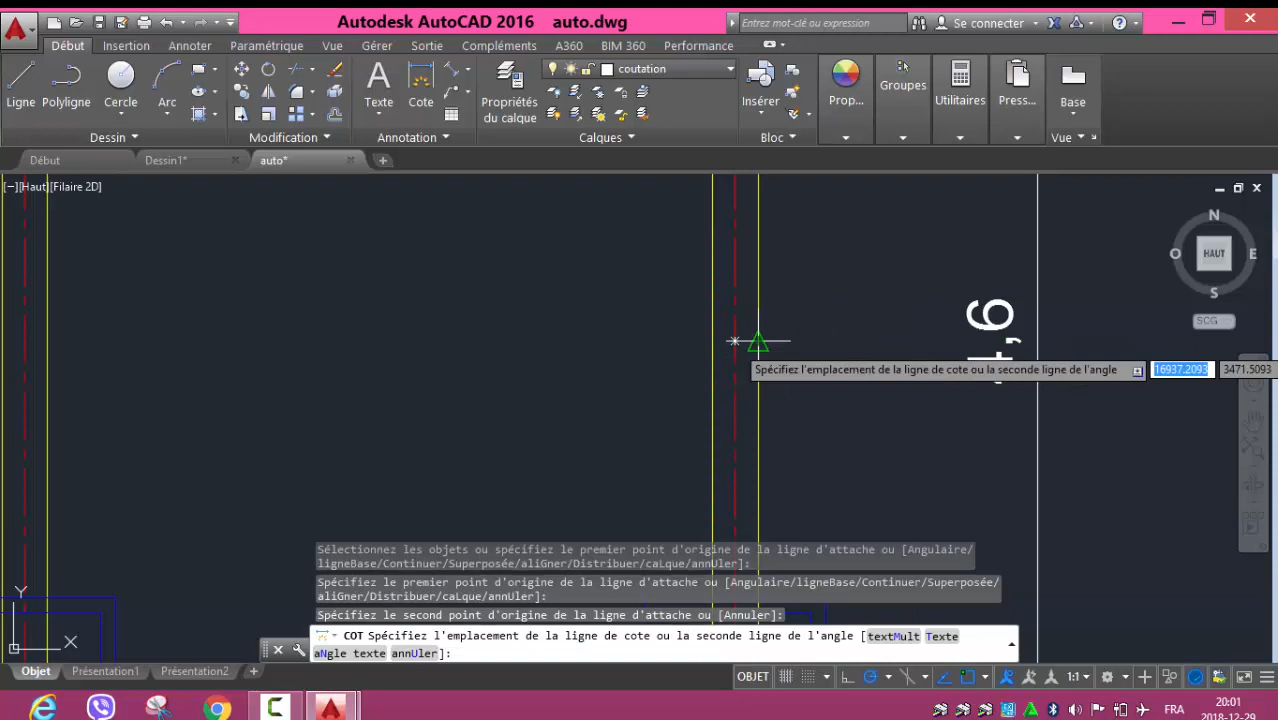 Autodesk AutoCAD 2016 auto.dwg
Entrez mot-clé ou expression
Se connecter
Début Insertion Annoter Paramétrique Vue Gérer Sortie Compléments A360 BIM 360 Performance
Ligne Polyligne Cercle Arc
Texte Cote
Propriétés du calque
coutation
Insérer
Prop...
Groupes
Utilitaires
Press...
Base
Dessin Modification Annotation Calques Bloc Vue
Début Dessin1* auto*
[−][Haut][Filaire 2D]
N
O HAUT E
S
SCG
Spécifiez l'emplacement de la ligne de cote ou la seconde ligne de l'angle 16937.2093 3471.5093
Sélectionnez les objets ou spécifiez le premier point d'origine de la ligne d'attache ou [Angulaire/
ligneBase/Continuer/Superposée/aliGner/Distribuer/caLque/annUler]:
Spécifiez le premier point d'origine de la ligne d'attache ou [Angulaire/ligneBase/Continuer/Superposée/
aliGner/Distribuer/caLque/annUler]:
Spécifiez le second point d'origine de la ligne d'attache ou [Annuler]:
COT Spécifiez l'emplacement de la ligne de cote ou la seconde ligne de l'angle [textMult Texte
aNgle texte annUler]:
Y
X
Objet Présentation1 Présentation2
OBJET 1:1
FRA
20:01
2018-12-29